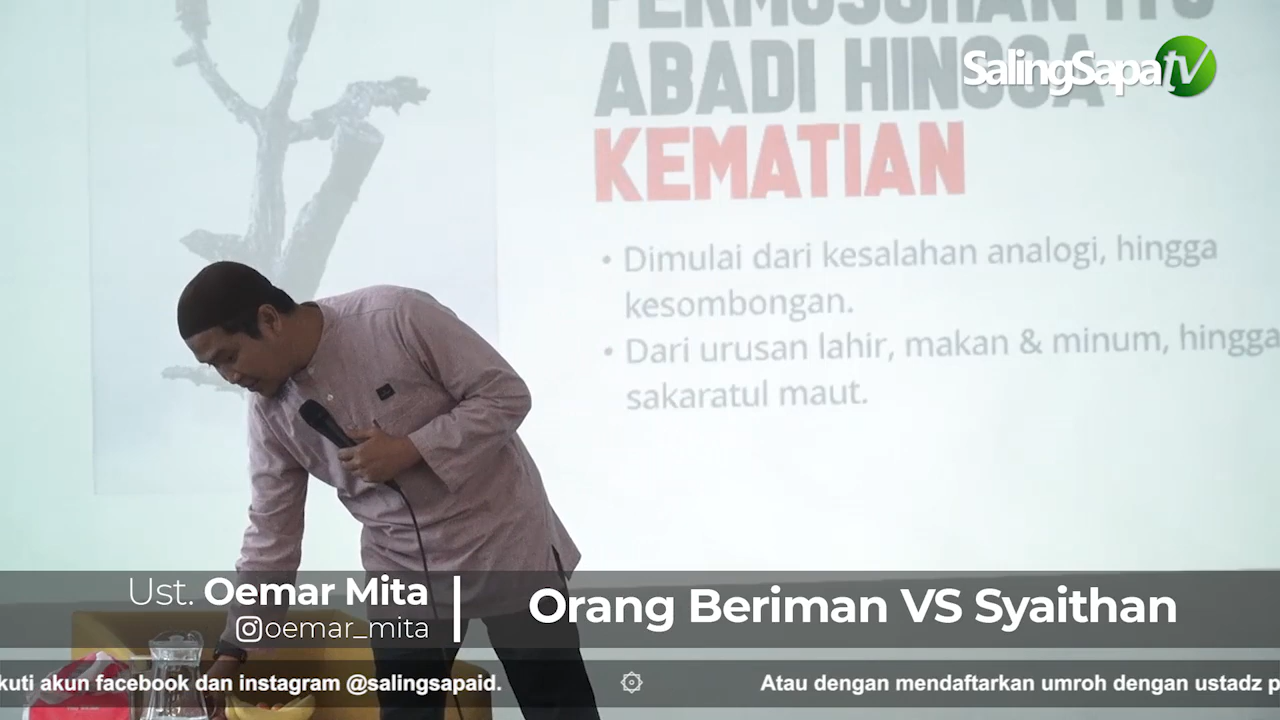 PERMUSUHAN ITU
ABADI HINGGA
KEMATIAN
SalingSapa tv
• Dimulai dari kesalahan analogi, hingga
kesombongan.
• Dari urusan lahir, makan & minum, hingga
sakaratul maut.
Ust. Oemar Mita
oemar_mita
Orang Beriman VS Syaithan
kuti akun facebook dan instagram @salingsapaid.
Atau dengan mendaftarkan umroh dengan ustadz p